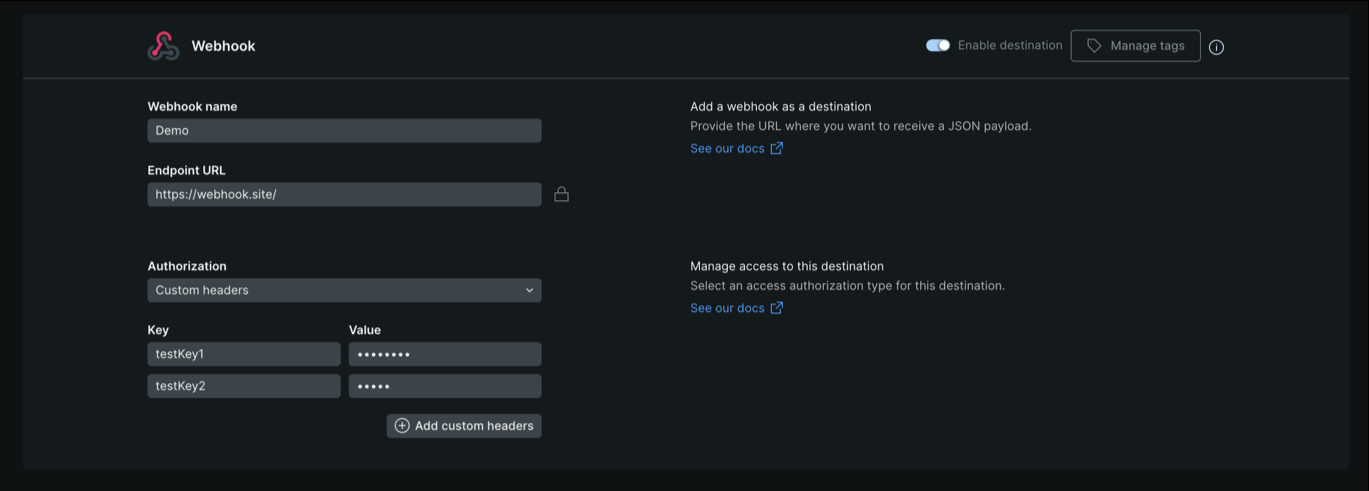 Webhook
Enable destination
Manage tags
Webhook name
Demo
Add a webhook as a destination
Provide the URL where you want to receive a JSON payload.
See our docs
Endpoint URL
https://webhook.site/
Authorization
Custom headers
Manage access to this destination
Select an access authorization type for this destination.
See our docs
Key Value
testKey1 ••••••••
testKey2 •••••
Add custom headers